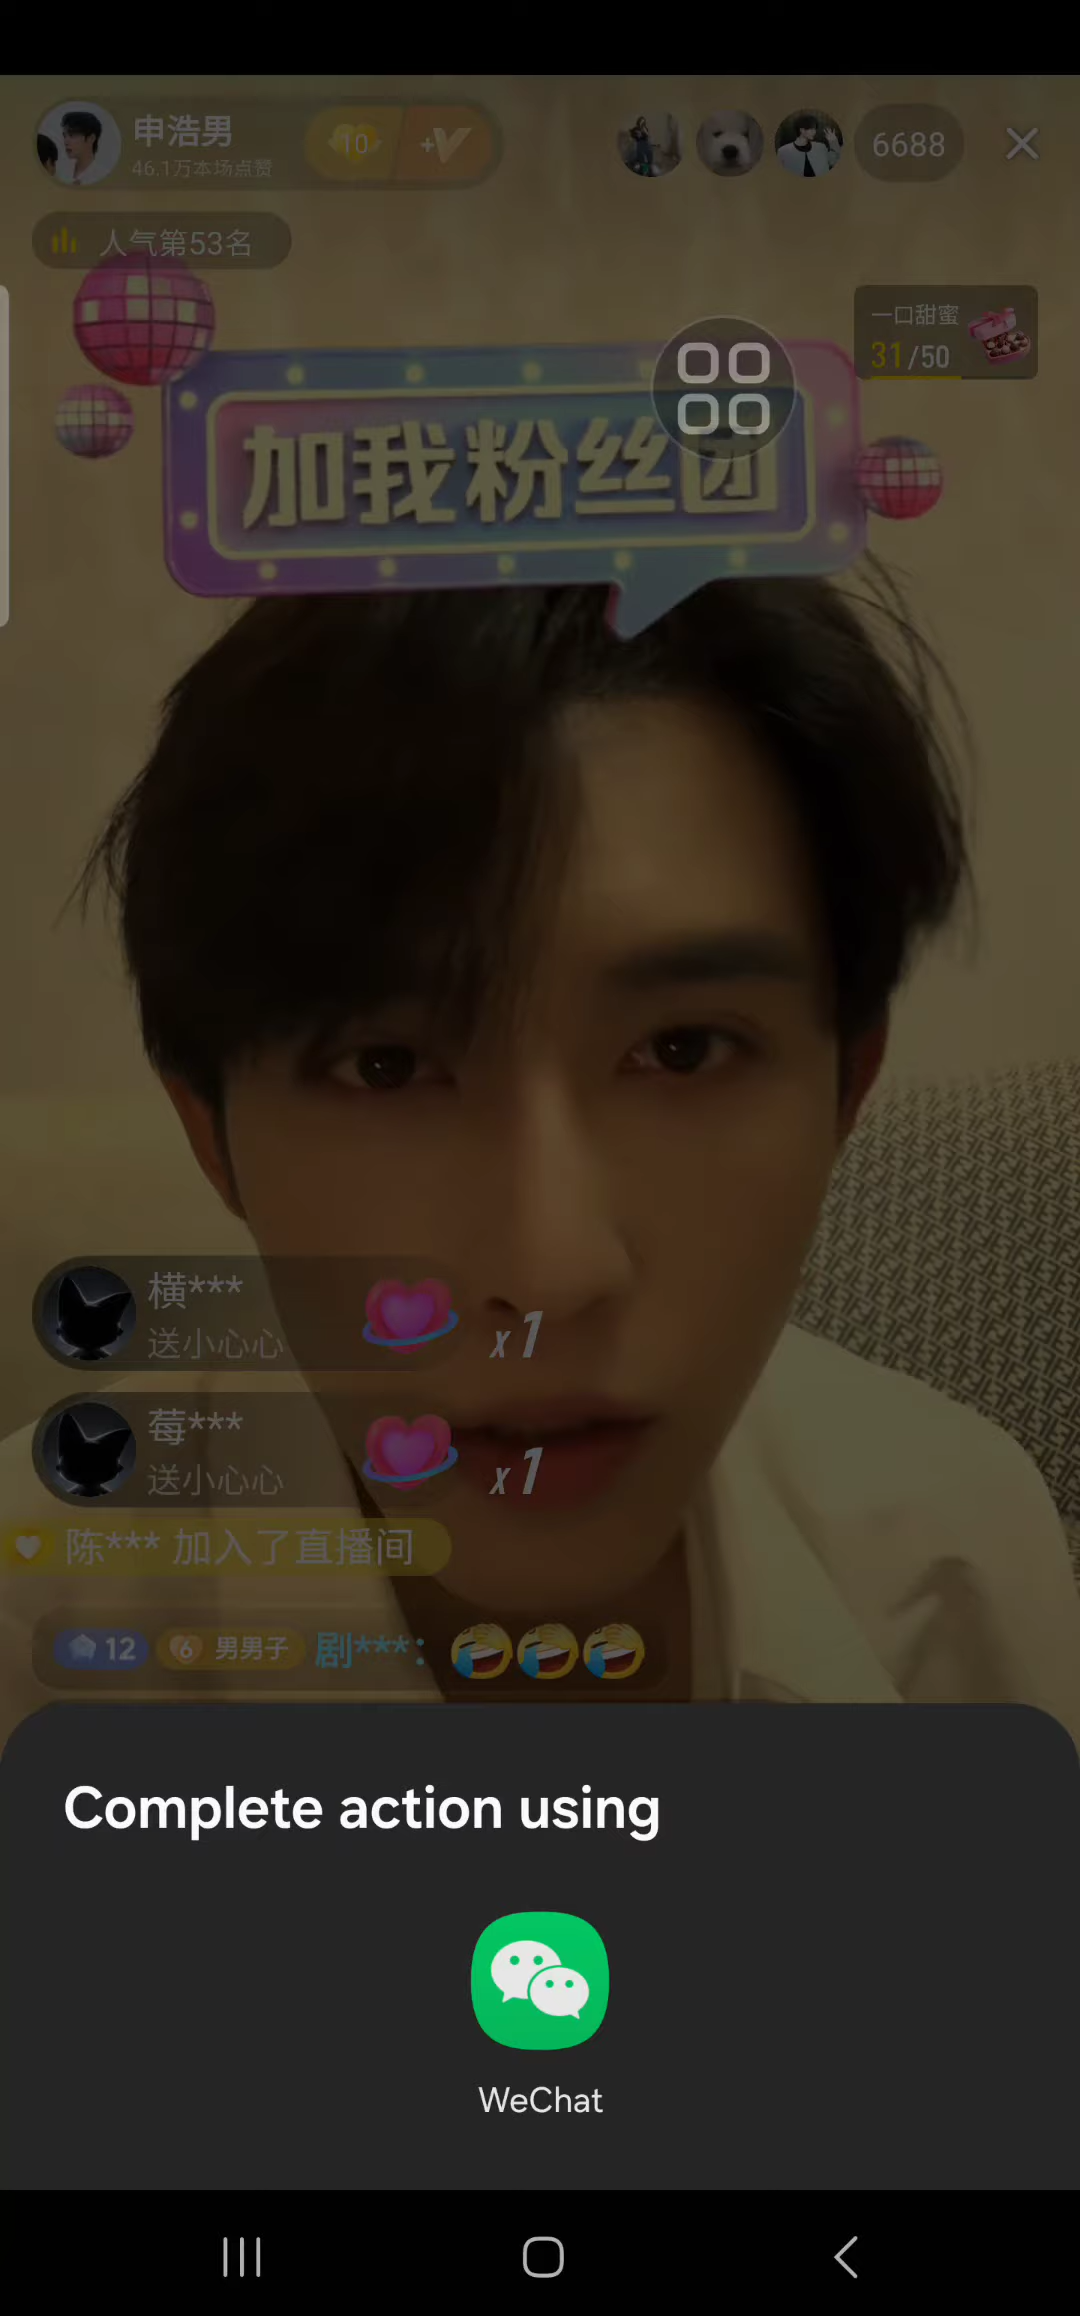 申浩男
46.1万本场点赞
10
+V
6688
人气第53名
一口甜蜜
31/50
加我粉丝团
横***
送小心心
x1
莓***
送小心心
x1
陈*** 加入了直播间
12 6 男男子 剧***：
Complete action using
WeChat